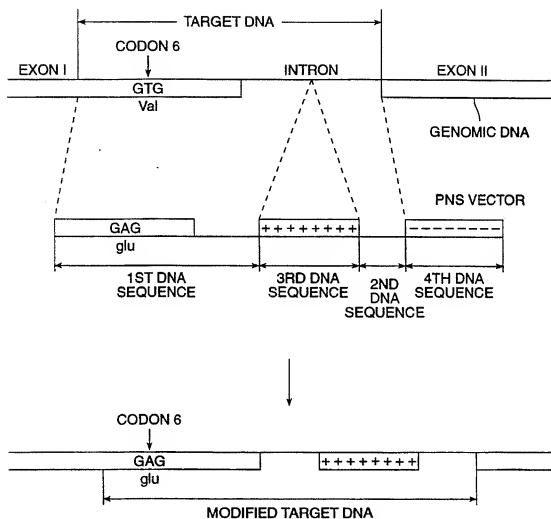 TARGET DNA
CODON 6
EXON I
INTRON
EXON II
GTG
Val
GENOMIC DNA
PNS VECTOR
GAG
+ + + + + + + +
– – – – – – – – –
glu
1ST DNA
SEQUENCE
3RD DNA
SEQUENCE
2ND
DNA
SEQUENCE
4TH DNA
SEQUENCE
CODON 6
GAG
+ + + + + + + +
glu
MODIFIED TARGET DNA